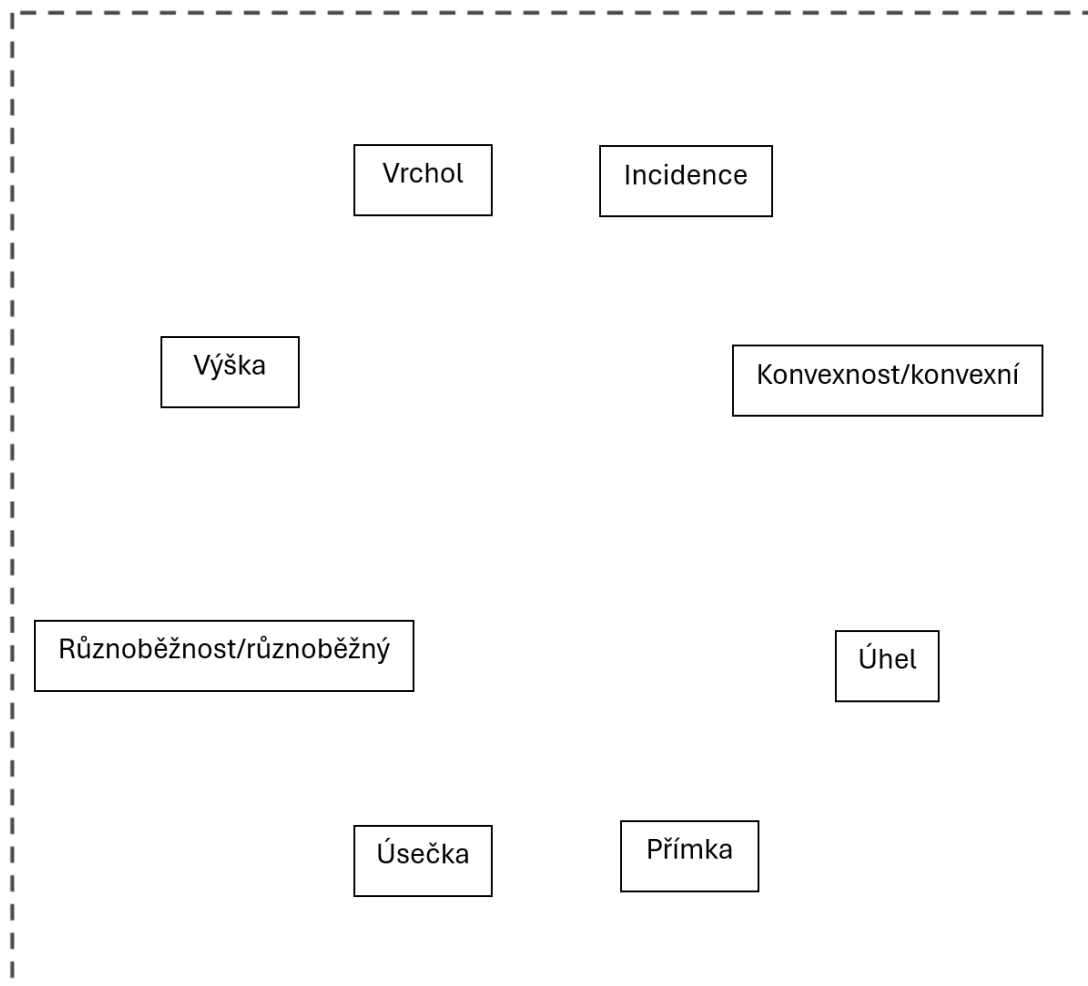 Vrchol
Incidence
Výška
Konvexnost/konvexní
Různoběžnost/různoběžný
Úhel
Úsečka
Přímka